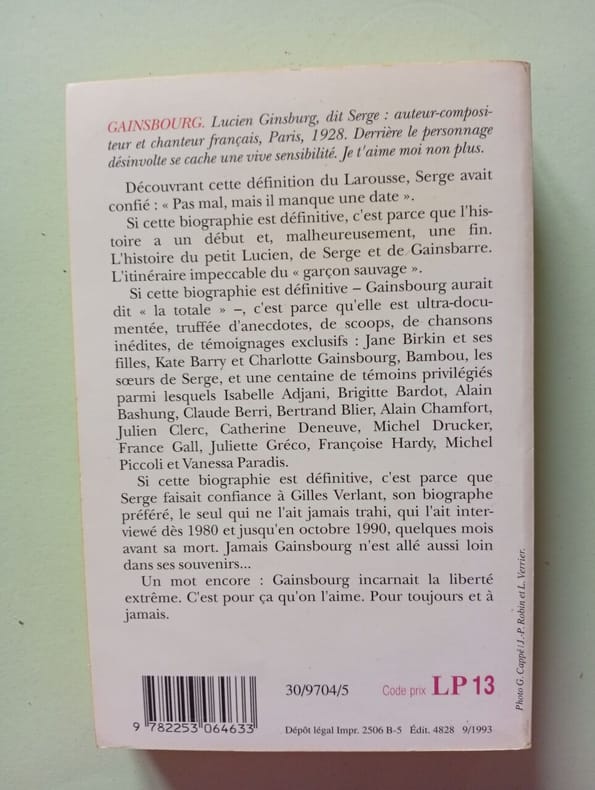 GAINSBOURG. Lucien Ginsburg, dit Serge : auteur-composi-
teur et chanteur français, Paris, 1928. Derrière le personnage
désinvolte se cache une vive sensibilité. Je t'aime moi non plus.
Découvrant cette définition du Larousse, Serge avait
confié : « Pas mal, mais il manque une date ».
Si cette biographie est définitive, c'est parce que l'his-
toire a un début et, malheureusement, une fin.
L'histoire du petit Lucien, de Serge et de Gainsbarre.
L'itinéraire impeccable du « garçon sauvage ».
Si cette biographie est définitive – Gainsbourg aurait
dit « la totale » –, c'est parce qu'elle est ultra-docu-
mentée, truffée d'anecdotes, de scoops, de chansons
inédites, de témoignages exclusifs : Jane Birkin et ses
filles, Kate Barry et Charlotte Gainsbourg, Bambou, les
sœurs de Serge, et une centaine de témoins privilégiés
parmi lesquels Isabelle Adjani, Brigitte Bardot, Alain
Bashung, Claude Berri, Bertrand Blier, Alain Chamfort,
Julien Clerc, Catherine Deneuve, Michel Drucker,
France Gall, Juliette Gréco, Françoise Hardy, Michel
Piccoli et Vanessa Paradis.
Si cette biographie est définitive, c'est parce que
Serge faisait confiance à Gilles Verlant, son biographe
préféré, le seul qui ne l'ait jamais trahi, qui l'ait inter-
viewé dès 1980 et jusqu'en octobre 1990, quelques mois
avant sa mort. Jamais Gainsbourg n'est allé aussi loin
dans ses souvenirs...
Un mot encore : Gainsbourg incarnait la liberté
extrême. C'est pour ça qu'on l'aime. Pour toujours et à
jamais.
Photo G. Cappé / J.-P. Robin et L. Verrier.
30/9704/5
Code prix LP 13
9 782253 064633
Dépôt légal Impr. 2506 B-5 Édit. 4828 9/1993